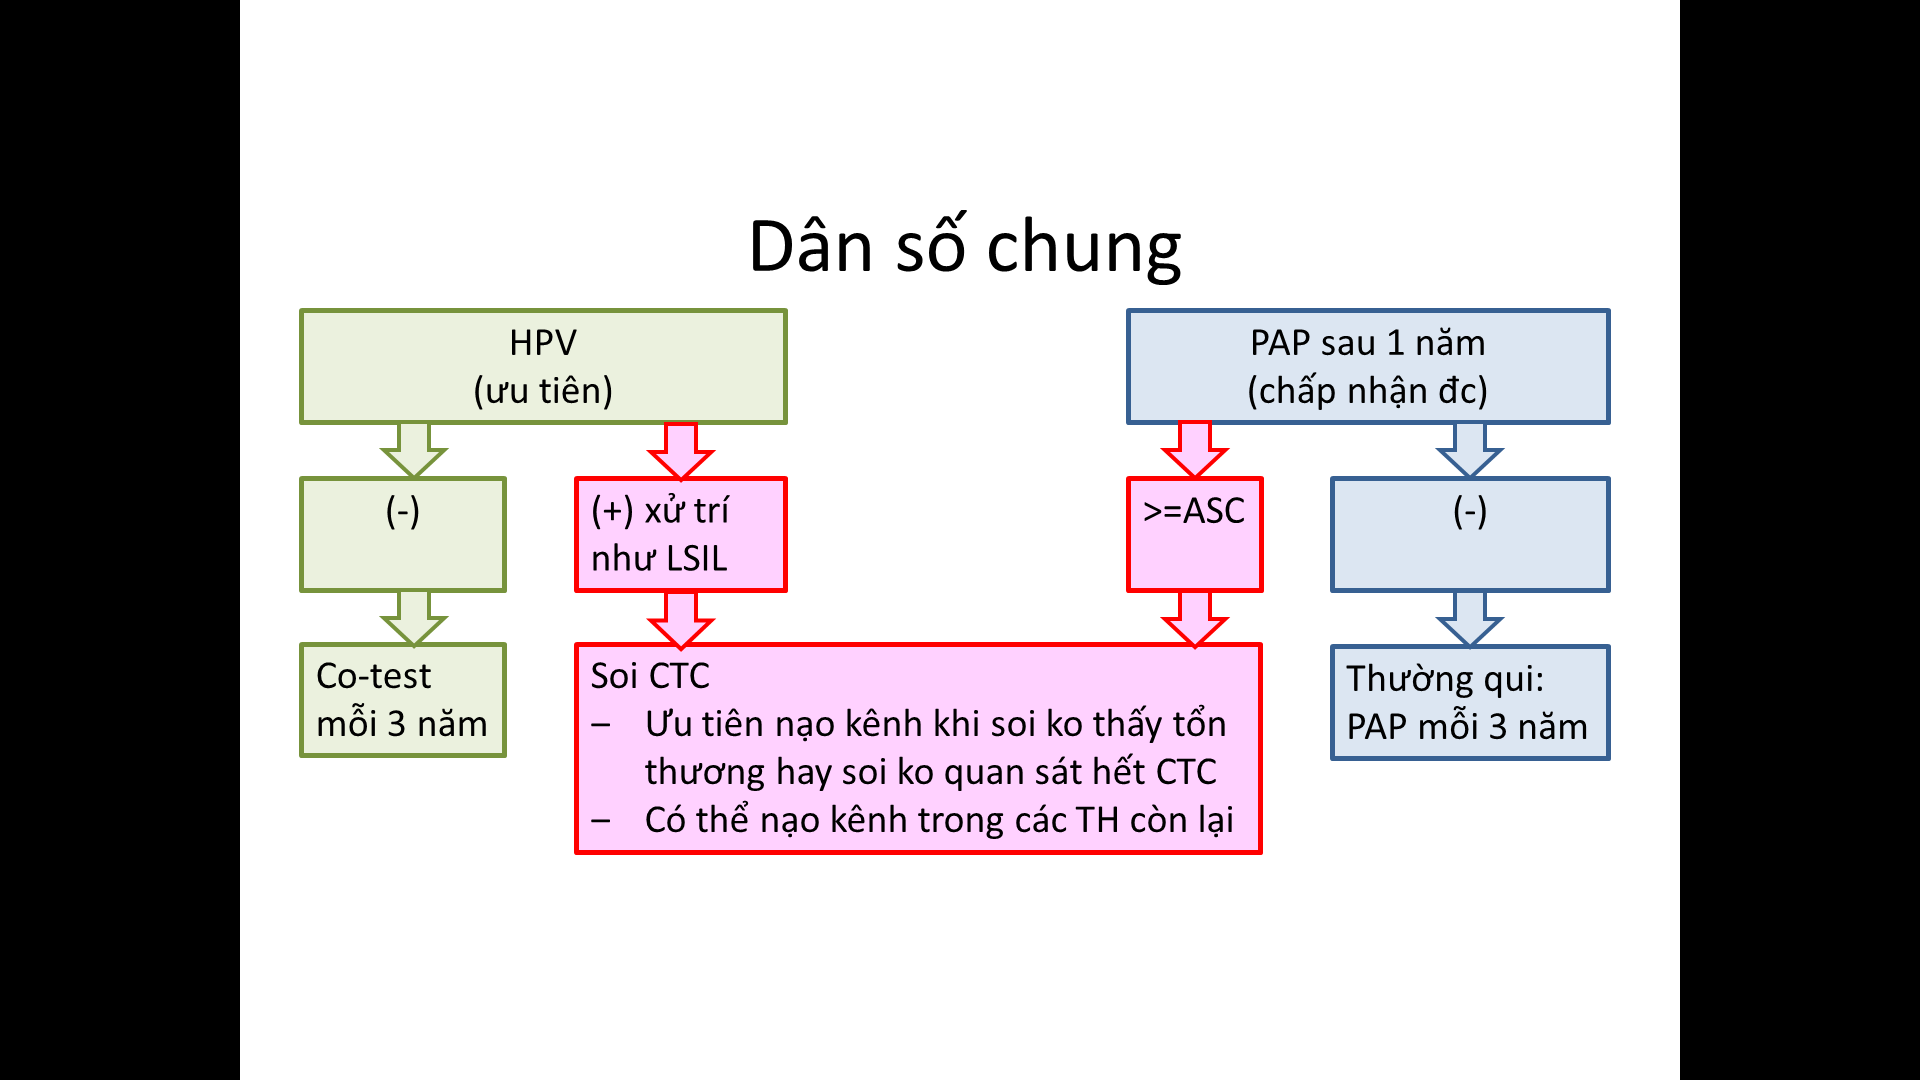 Dân số chung
HPV
(ưu tiên)
PAP sau 1 năm
(chấp nhận đc)
(-)
(+) xử trí
như LSIL
>=ASC
(-)
Co-test
mỗi 3 năm
Soi CTC
– Ưu tiên nạo kênh khi soi ko thấy tổn
thương hay soi ko quan sát hết CTC
– Có thể nạo kênh trong các TH còn lại
Thường qui:
PAP mỗi 3 năm